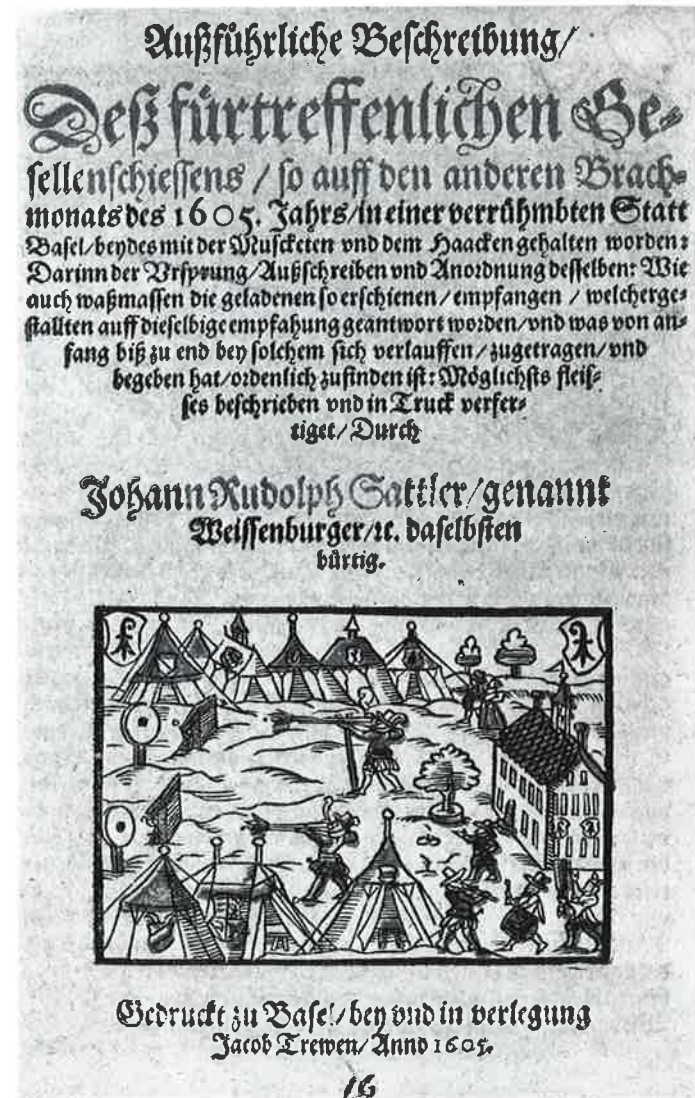 Außführliche Beschreibung/
Deß fürtreffenlichen Ge-
sellenschiessens / so auff den anderen Brach-
monats des 1605. Jahrs/in einer verrühmbten Statt
Basel/beydes mit der Muscketen vnd dem Haacken gehalten worden:
Darinn der Vrsprung/Außschreiben vnd Anordnung desselben: Wie
auch waßmassen die geladenen so erschienen/empfangen / welcherge-
stallten auff dieselbige empfahung geantwort worden/vnd was von an-
fang biß zu end bey solchem sich verlauffen/zugetragen/vnd
begeben hat/ordenlich zufinden ist: Möglichsts fleis-
ses beschrieben vnd in Truck verfer-
tiget/Durch
Johann Rudolph Sattler/genannt
Weissenburger/ꝛc. daselbsten
bürtig.
Gedruckt zu Basel/bey vnd in verlegung
Jacob Trewen/Anno 1605.
16